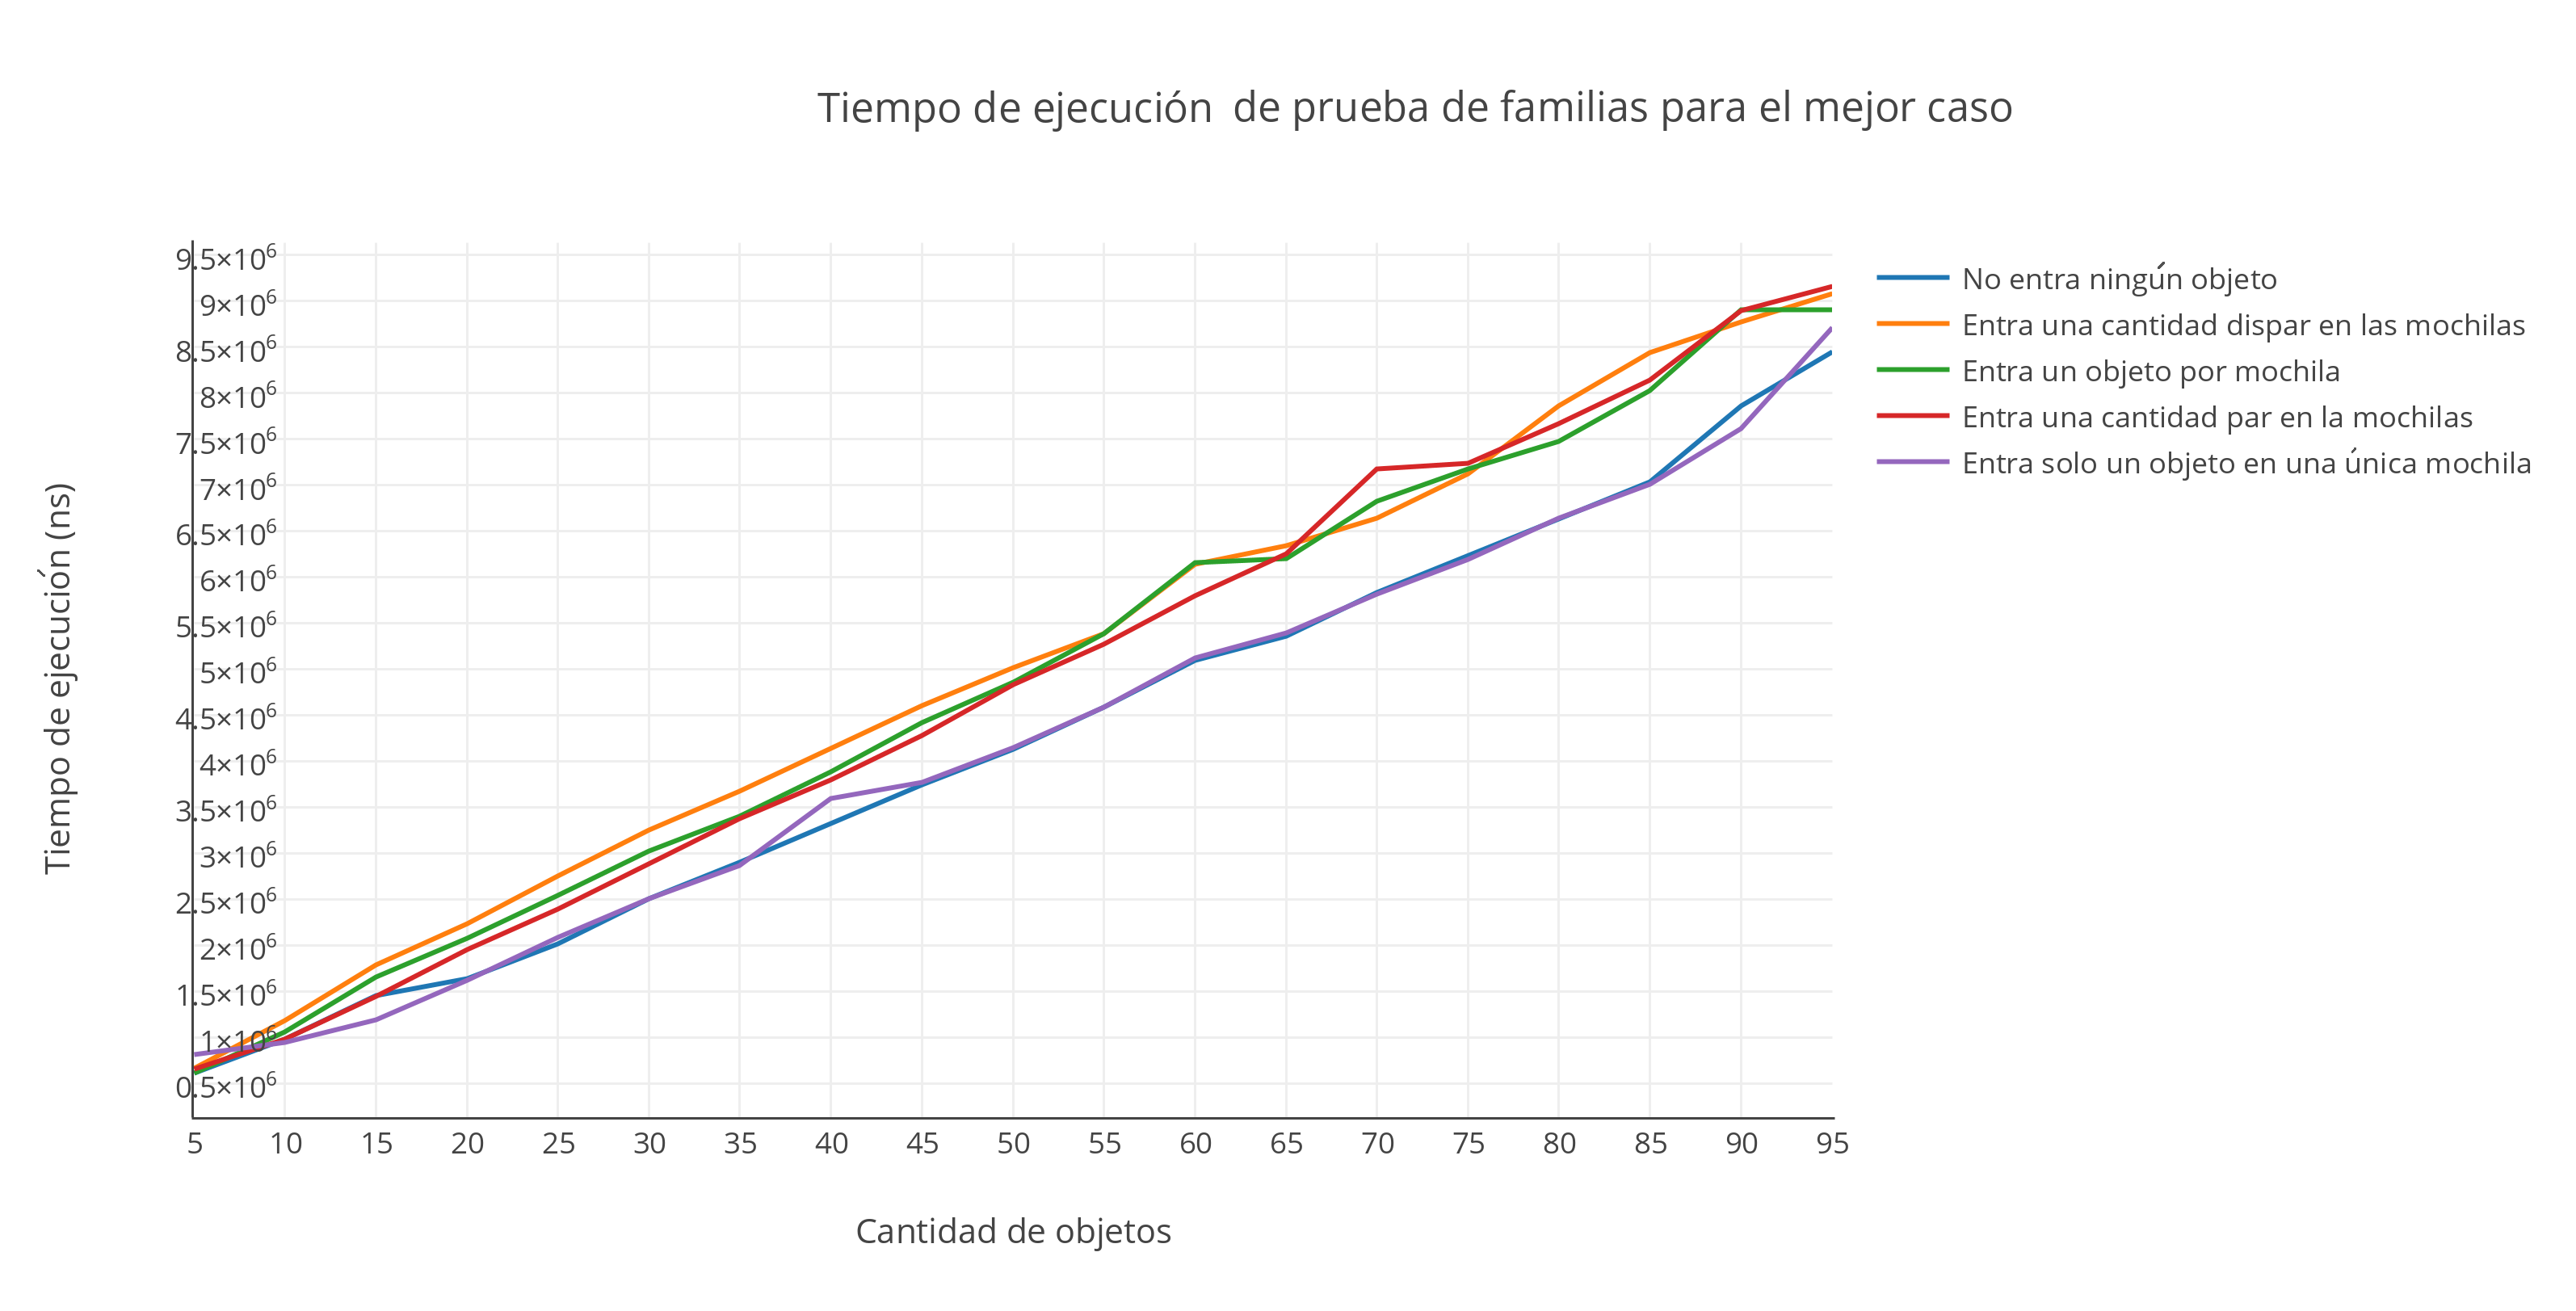 Tiempo de ejecución de prueba de familias para el mejor caso
9.5×10⁶
9×10⁶
8.5×10⁶
8×10⁶
7.5×10⁶
7×10⁶
6.5×10⁶
6×10⁶
5.5×10⁶
5×10⁶
4.5×10⁶
4×10⁶
3.5×10⁶
3×10⁶
2.5×10⁶
2×10⁶
1.5×10⁶
1×10⁶
0.5×10⁶
Tiempo de ejecución (ns)
5 10 15 20 25 30 35 40 45 50 55 60 65 70 75 80 85 90 95
Cantidad de objetos
No entra ningún objeto
Entra una cantidad dispar en las mochilas
Entra un objeto por mochila
Entra una cantidad par en la mochilas
Entra solo un objeto en una única mochila